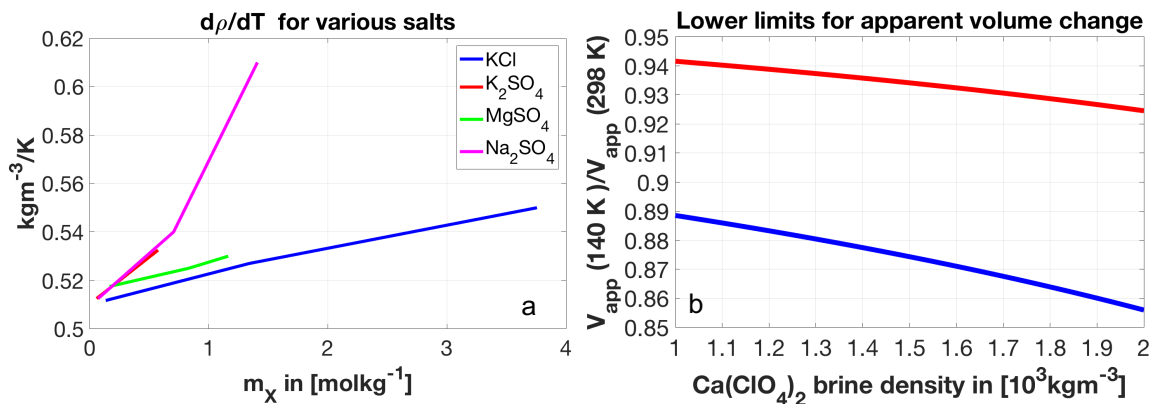 dρ/dT for various salts
0.62
0.6
0.58
0.56
0.54
0.52
0.5
kgm⁻³/K
KCl
K₂SO₄
MgSO₄
Na₂SO₄
a
0 1 2 3 4
m_X in [molkg⁻¹]
Lower limits for apparent volume change
0.95
0.94
0.93
0.92
0.91
0.9
0.89
0.88
0.87
0.86
0.85
V_app (140 K )/V_app (298 K)
b
1 1.1 1.2 1.3 1.4 1.5 1.6 1.7 1.8 1.9 2
Ca(ClO₄)₂ brine density in [10³kgm⁻³]